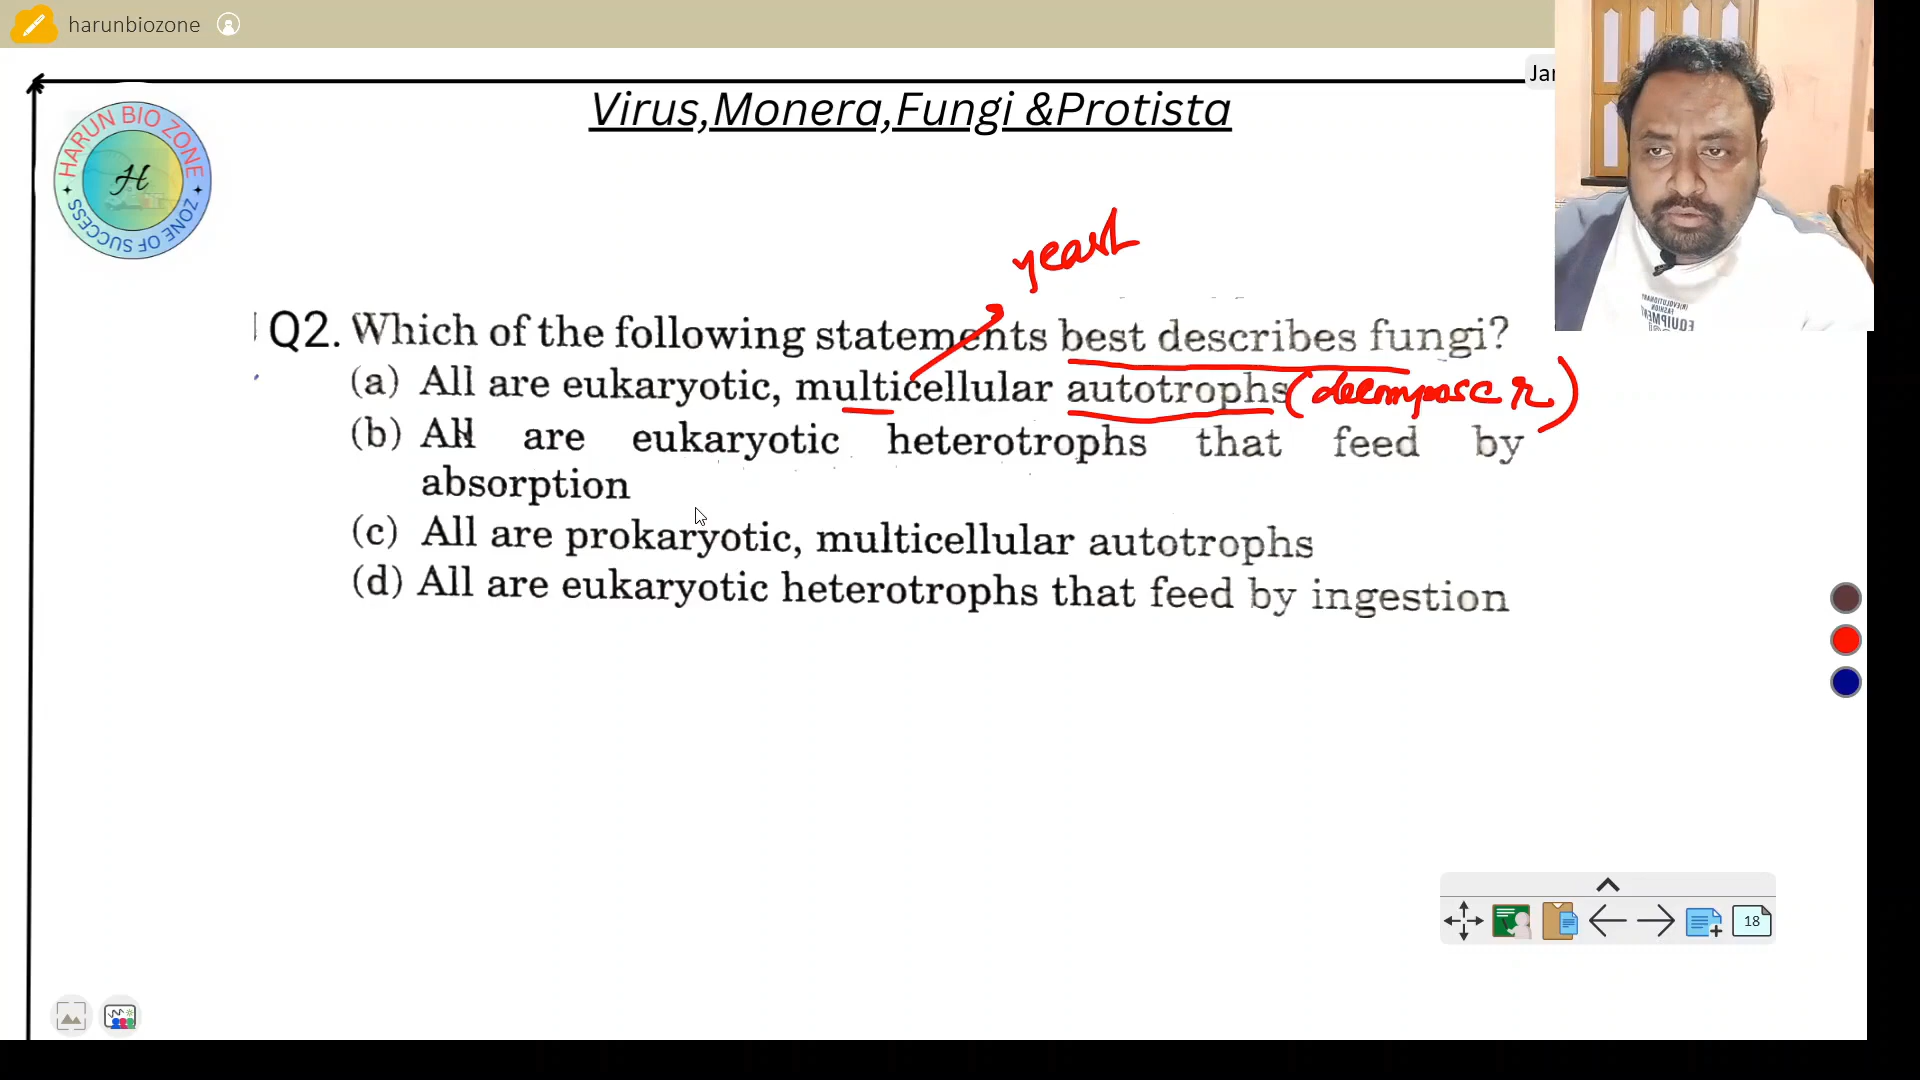 harunbiozone
Jar
Virus,Monera,Fungi &Protista
HARUN BIO ZONE
H
ZONE OF SUCCESS
yeast
Q2. Which of the following statements best describes fungi?
(a) All are eukaryotic, multicellular autotrophs (decomposer)
(b) All are eukaryotic heterotrophs that feed by
absorption
(c) All are prokaryotic, multicellular autotrophs
(d) All are eukaryotic heterotrophs that feed by ingestion
18